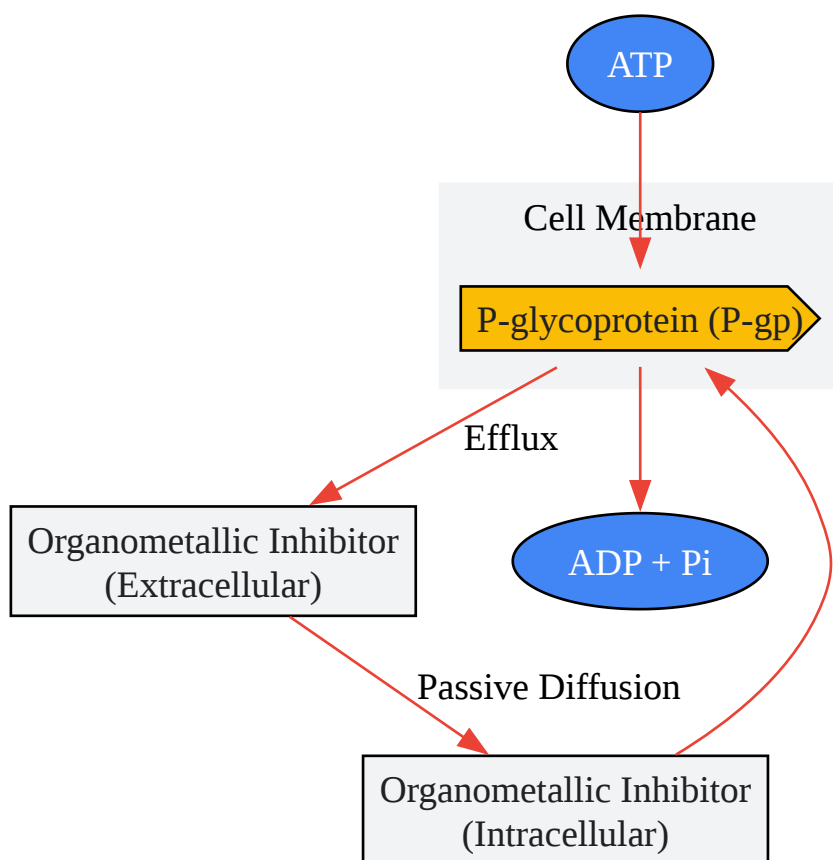 ATP
Cell Membrane
P-glycoprotein (P-gp)
Efflux
Organometallic Inhibitor
(Extracellular)
ADP + Pi
Passive Diffusion
Organometallic Inhibitor
(Intracellular)